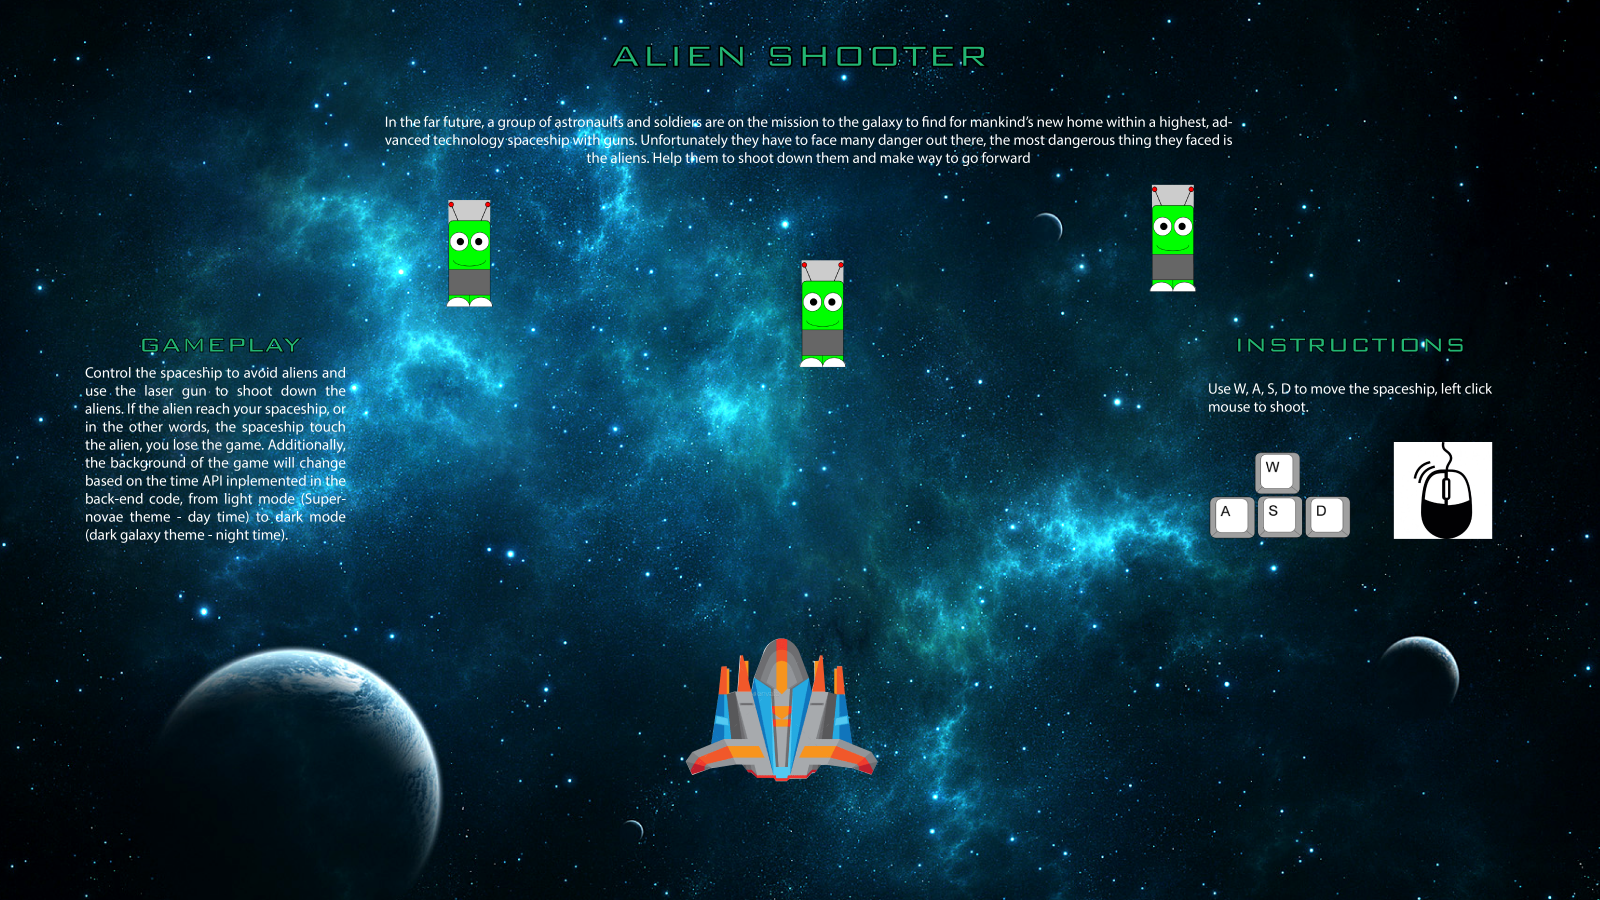 ALIEN SHOOTER
In the far future, a group of astronauts and soldiers are on the mission to the galaxy to find for mankind's new home within a highest, ad-
vanced technology spaceship with guns. Unfortunately they have to face many danger out there, the most dangerous thing they faced is
the aliens. Help them to shoot down them and make way to go forward
GAMEPLAY
Control the spaceship to avoid aliens and
use the laser gun to shoot down the
aliens. If the alien reach your spaceship, or
in the other words, the spaceship touch
the alien, you lose the game. Additionally,
the background of the game will change
based on the time API inplemented in the
back-end code, from light mode (Super-
novae theme - day time) to dark mode
(dark galaxy theme - night time).
INSTRUCTIONS
Use W, A, S, D to move the spaceship, left click
mouse to shoot.
W
A S D